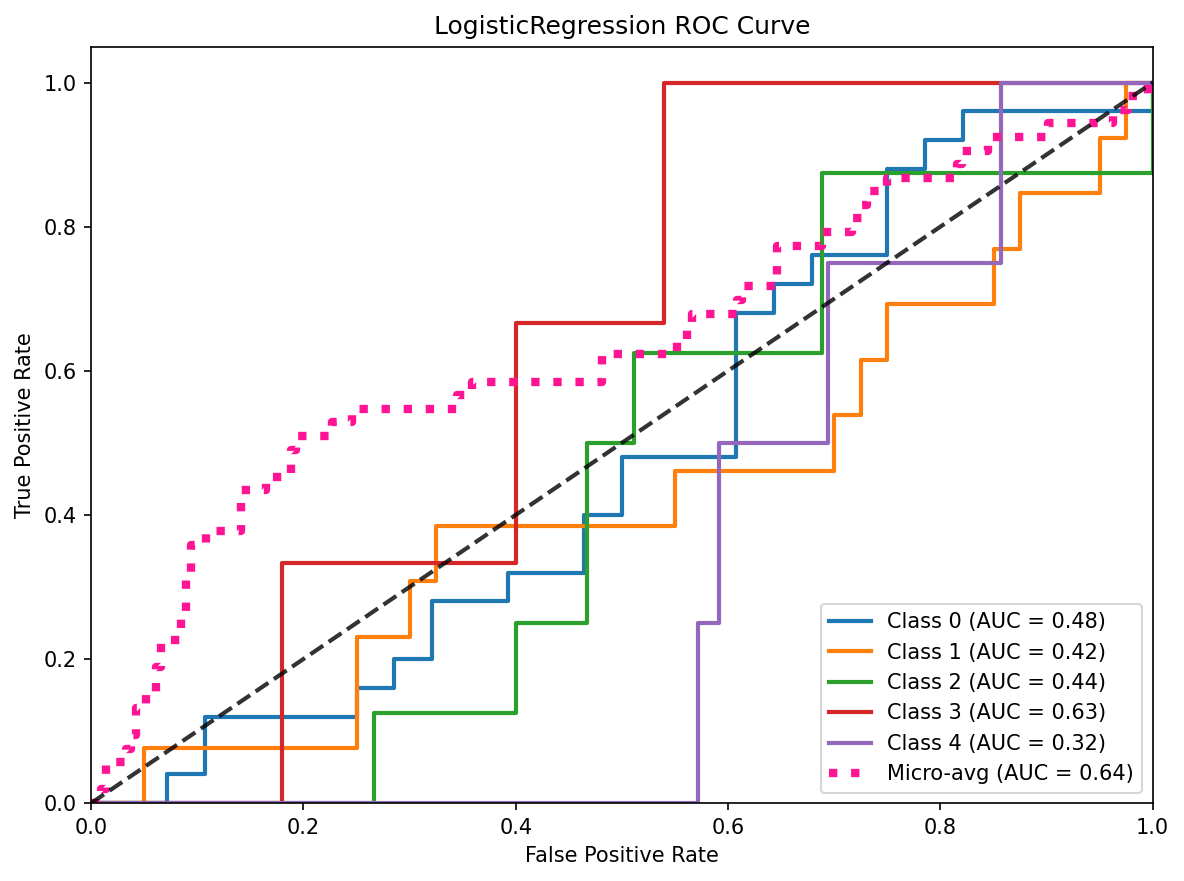 LogisticRegression ROC Curve
True Positive Rate
1.0
0.8
0.6
0.4
0.2
0.0
Class 0 (AUC = 0.48)
Class 1 (AUC = 0.42)
Class 2 (AUC = 0.44)
Class 3 (AUC = 0.63)
Class 4 (AUC = 0.32)
Micro-avg (AUC = 0.64)
0.0 0.2 0.4 0.6 0.8 1.0
False Positive Rate